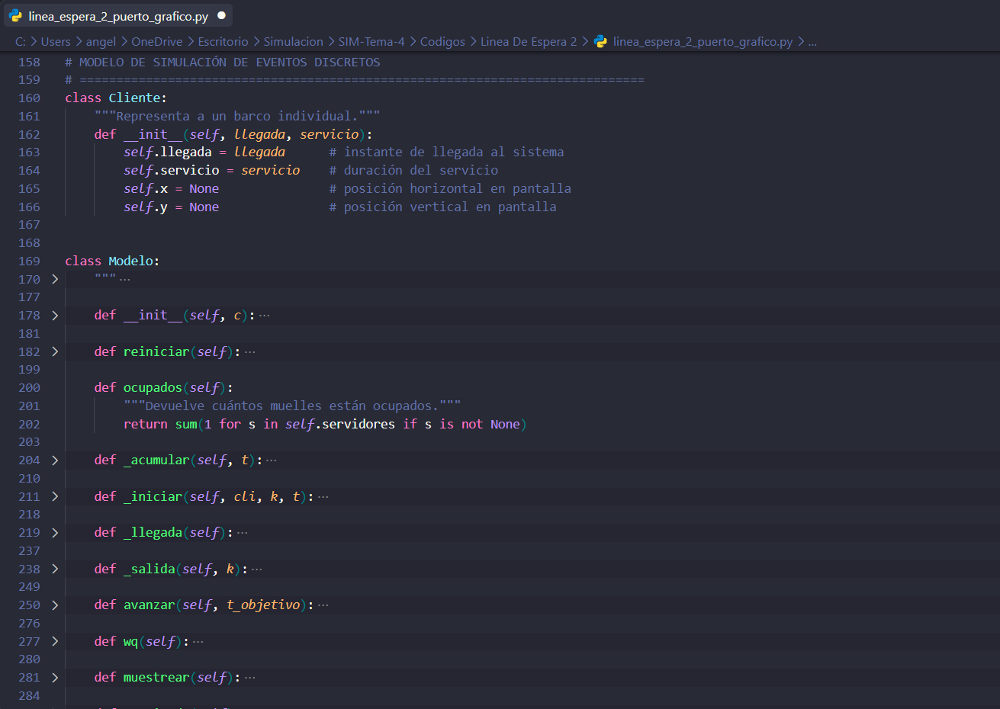 linea_espera_2_puerto_grafico.py
C: > Users > angel > OneDrive > Escritorio > Simulacion > SIM-Tema-4 > Codigos > Linea De Espera 2 > linea_espera_2_puerto_grafico.py > ...
158 # MODELO DE SIMULACIÓN DE EVENTOS DISCRETOS
159 # =============================================================================
160 class Cliente:
161 """Representa a un barco individual."""
162 def __init__(self, llegada, servicio):
163 self.llegada = llegada # instante de llegada al sistema
164 self.servicio = servicio # duración del servicio
165 self.x = None # posición horizontal en pantalla
166 self.y = None # posición vertical en pantalla
167
168
169 class Modelo:
170 > """ ...
177
178 > def __init__(self, c): ...
181
182 > def reiniciar(self): ...
199
200 def ocupados(self):
201 """Devuelve cuántos muelles están ocupados."""
202 return sum(1 for s in self.servidores if s is not None)
203
204 > def _acumular(self, t): ...
210
211 > def _iniciar(self, cli, k, t): ...
218
219 > def _llegada(self): ...
237
238 > def _salida(self, k): ...
249
250 > def avanzar(self, t_objetivo): ...
276
277 > def wq(self): ...
280
281 > def muestrear(self): ...
284